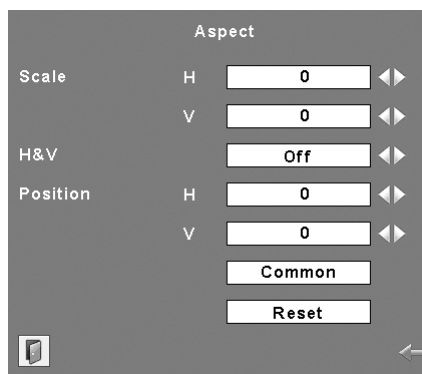 Aspect
Scale H 0
V 0
H&V Off
Position H 0
V 0
Common
Reset